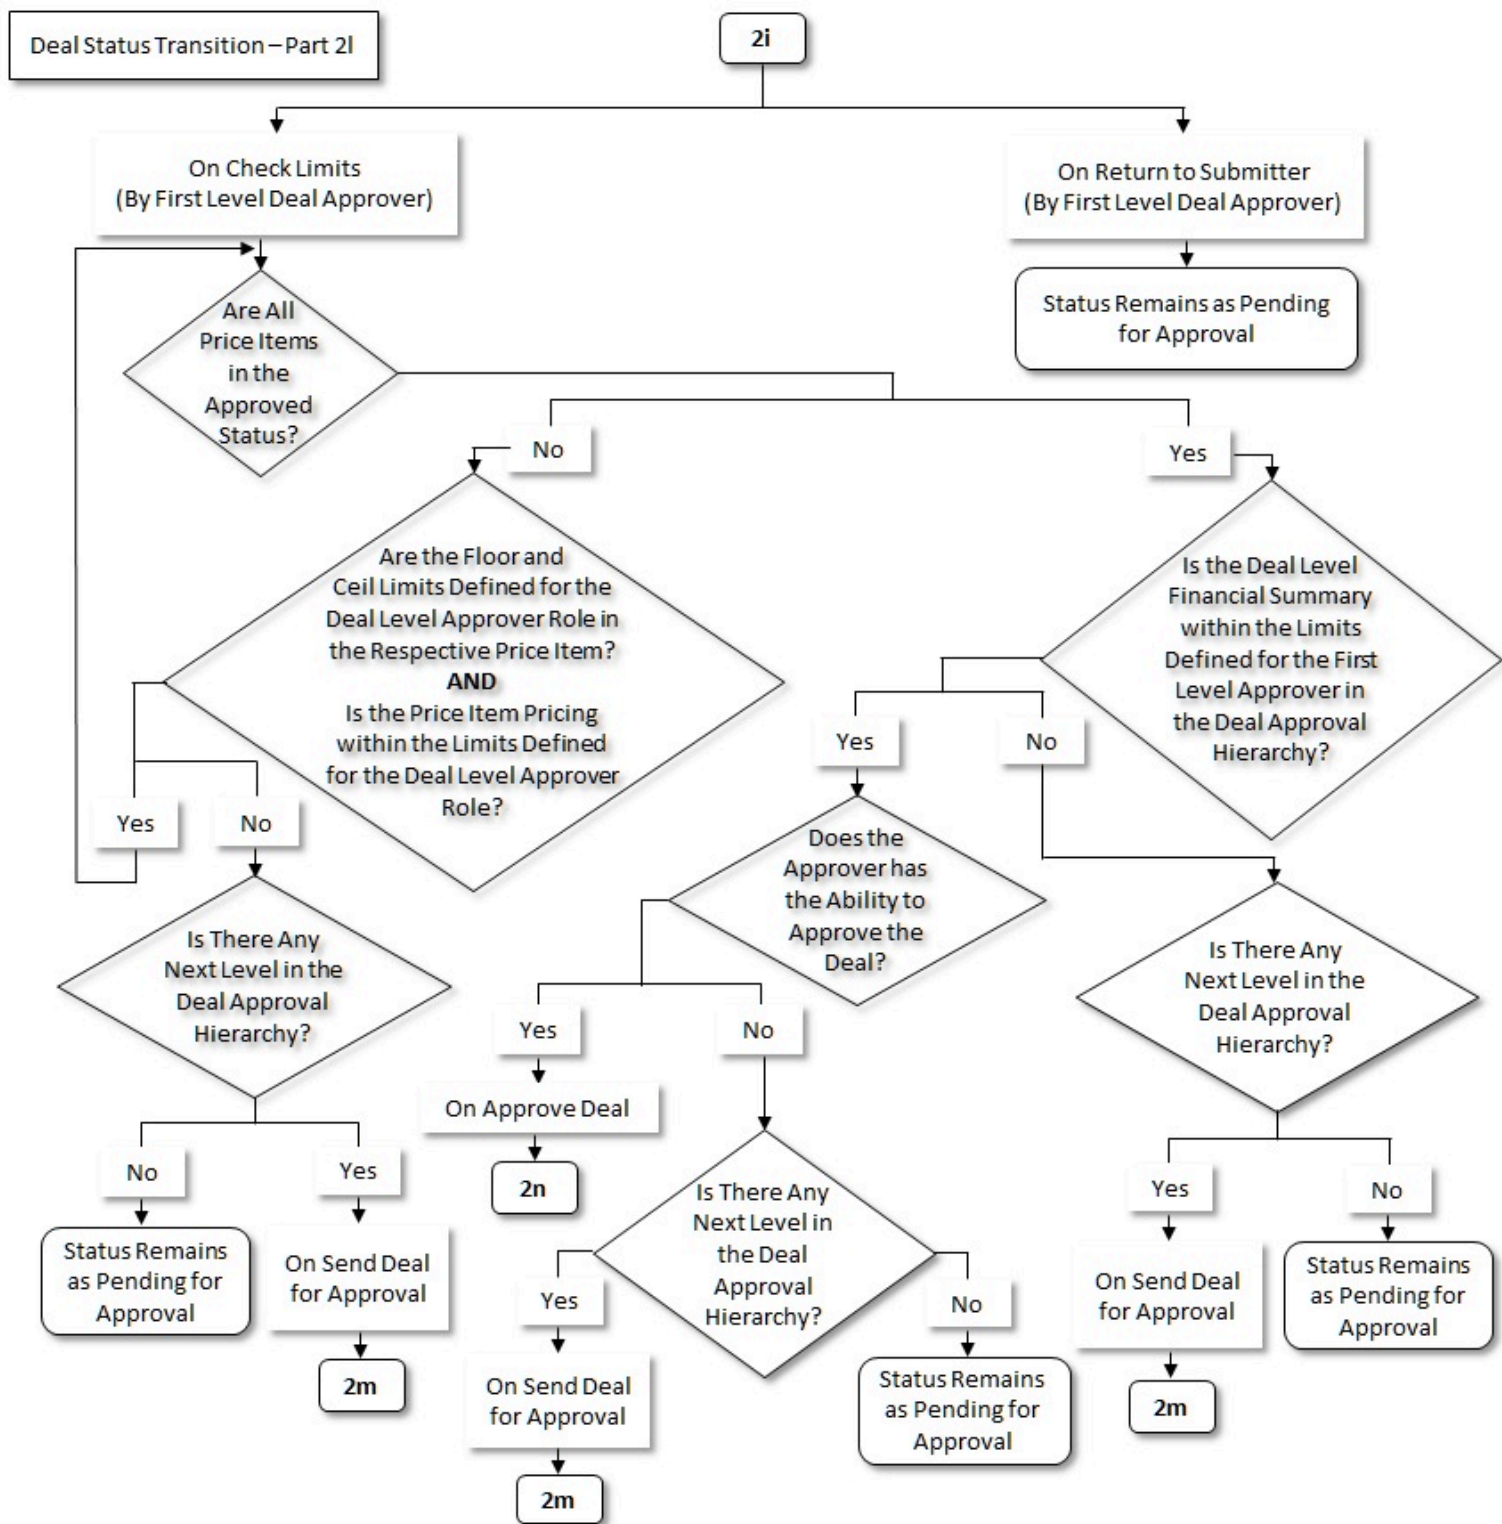 Deal Status Transition – Part 2l
2i
On Check Limits
(By First Level Deal Approver)
On Return to Submitter
(By First Level Deal Approver)
Status Remains as Pending
for Approval
Are All
Price Items
in the
Approved
Status?
No
Yes
Are the Floor and
Ceil Limits Defined for the
Deal Level Approver Role in
the Respective Price Item?
AND
Is the Price Item Pricing
within the Limits Defined
for the Deal Level Approver
Role?
Is the Deal Level
Financial Summary
within the Limits
Defined for the First
Level Approver in
the Deal Approval
Hierarchy?
Yes
No
Yes
No
Does the
Approver has
the Ability to
Approve the
Deal?
Is There Any
Next Level in the
Deal Approval
Hierarchy?
Is There Any
Next Level in the
Deal Approval
Hierarchy?
Yes
No
On Approve Deal
2n
No
Yes
Status Remains
as Pending for
Approval
On Send Deal
for Approval
2m
Is There Any
Next Level in
the Deal
Approval
Hierarchy?
Yes
No
On Send Deal
for Approval
2m
Status Remains
as Pending for
Approval
Yes
No
On Send Deal
for Approval
2m
Status Remains
as Pending for
Approval